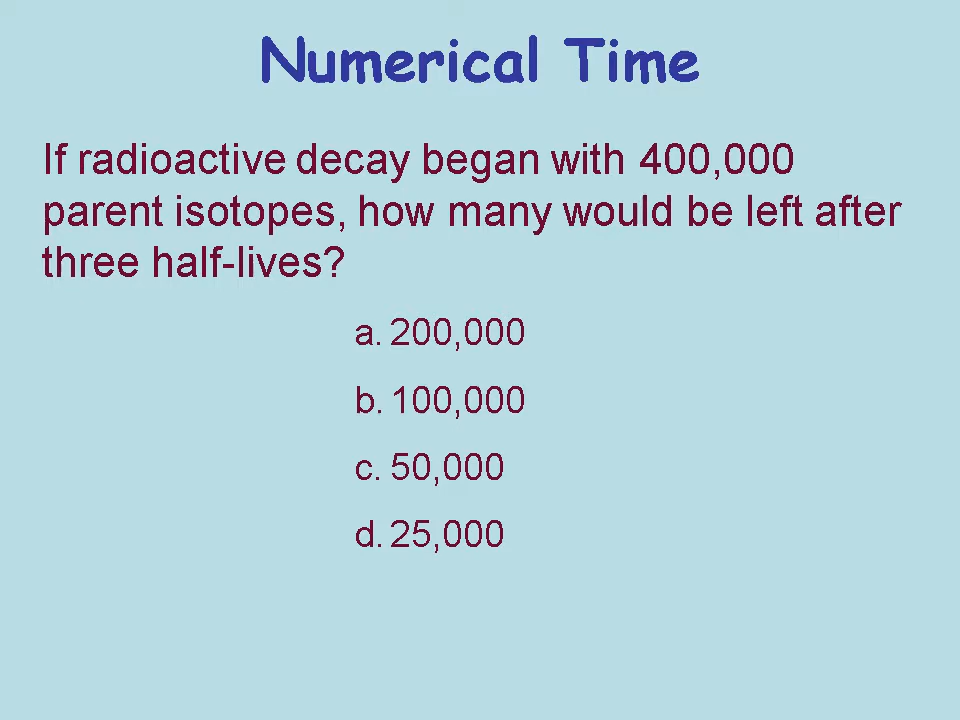 Numerical Time
If radioactive decay began with 400,000
parent isotopes, how many would be left after
three half-lives?
a. 200,000
b. 100,000
c. 50,000
d. 25,000